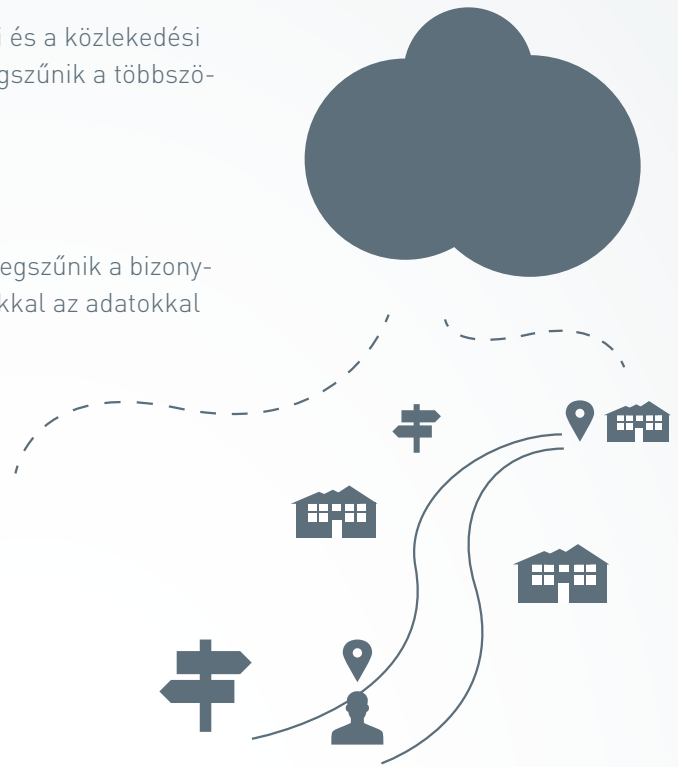 és a közlekedési
gszűnik a többszö-
egszűnik a bizony-
kkal az adatokkal